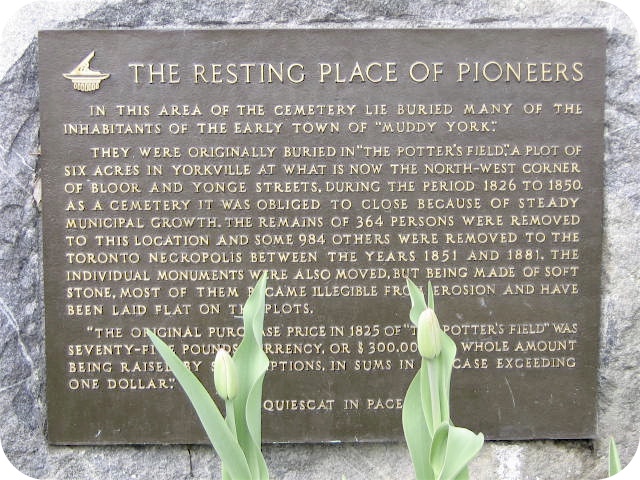 THE RESTING PLACE OF PIONEERS
IN THIS AREA OF THE CEMETERY LIE BURIED MANY OF THE
INHABITANTS OF THE EARLY TOWN OF "MUDDY YORK".
THEY WERE ORIGINALLY BURIED IN "THE POTTER'S FIELD", A PLOT OF
SIX ACRES IN YORKVILLE AT WHAT IS NOW THE NORTH-WEST CORNER
OF BLOOR AND YONGE STREETS, DURING THE PERIOD 1826 TO 1850.
AS A CEMETERY IT WAS OBLIGED TO CLOSE BECAUSE OF STEADY
MUNICIPAL GROWTH. THE REMAINS OF 364 PERSONS WERE REMOVED
TO THIS LOCATION AND SOME 984 OTHERS WERE REMOVED TO THE
TORONTO NECROPOLIS BETWEEN THE YEARS 1851 AND 1881. THE
INDIVIDUAL MONUMENTS WERE ALSO MOVED, BUT BEING MADE OF SOFT
STONE, MOST OF THEM BECAME ILLEGIBLE FROM EROSION AND HAVE
BEEN LAID FLAT ON THE PLOTS.
"THE ORIGINAL PURCHASE PRICE IN 1825 OF "THE POTTER'S FIELD" WAS
SEVENTY-FIVE POUNDS CURRENCY, OR $300.00 WHOLE AMOUNT
BEING RAISED BY IN SUMS IN CASE EXCEEDING
ONE DOLLAR".
IN